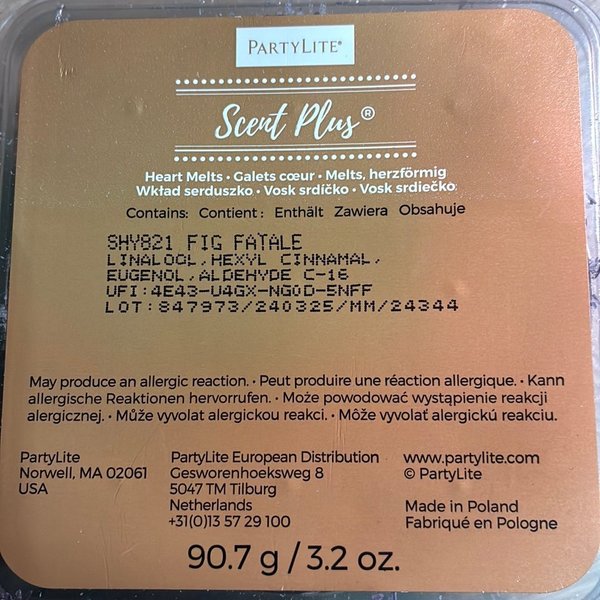 PARTYLITE®
Scent Plus®
Heart Melts • Galets cœur • Melts, herzförmig
Wkład serduszko • Vosk srdíčko • Vosk srdiečko
Contains: Contient: Enthält Zawiera Obsahuje
SHY821 FIG FATALE
LINALOOL,HEXYL CINNAMAL,
EUGENOL,ALDEHYDE C-16
UFI:4E43-U4GX-NG0D-5NFF
LOT:847973/240325/MM/24344
May produce an allergic reaction. • Peut produire une réaction allergique. • Kann
allergische Reaktionen hervorrufen. • Może powodować wystąpienie reakcji
alergicznej. • Může vyvolat alergickou reakci. • Môže vyvolať alergickú reakciu.
PartyLite
Norwell, MA 02061
USA
PartyLite European Distribution
Gesworenhoeksweg 8
5047 TM Tilburg
Netherlands
+31(0)13 57 29 100
www.partylite.com
© PartyLite
Made in Poland
Fabriqué en Pologne
90.7 g / 3.2 oz.